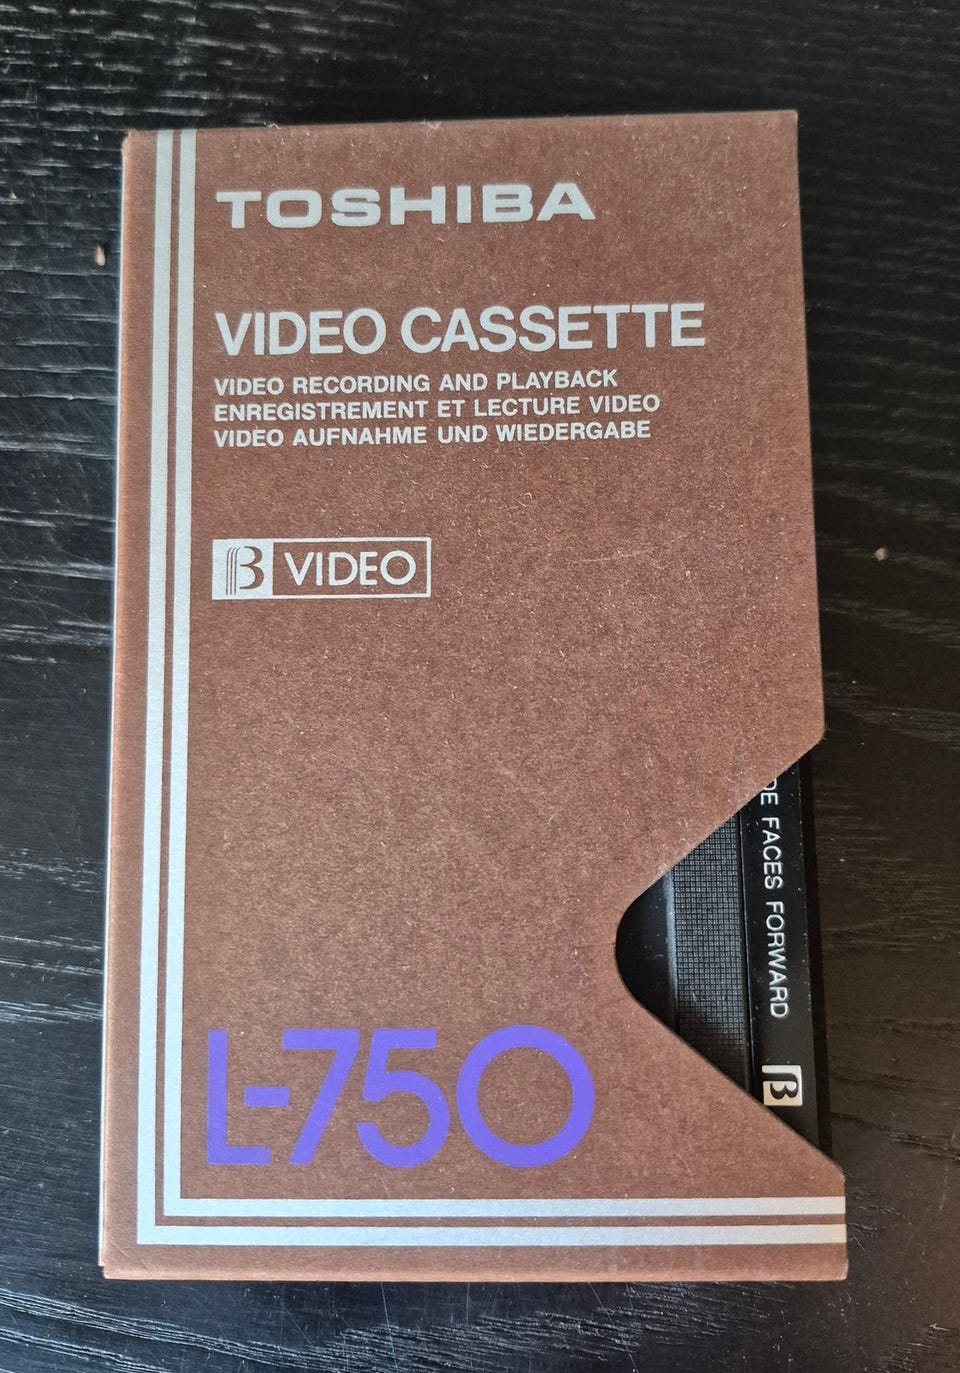 TOSHIBA
VIDEO CASSETTE
VIDEO RECORDING AND PLAYBACK
ENREGISTREMENT ET LECTURE VIDEO
VIDEO AUFNAHME UND WIEDERGABE
β VIDEO
L-750
DE FACES FORWARD
β